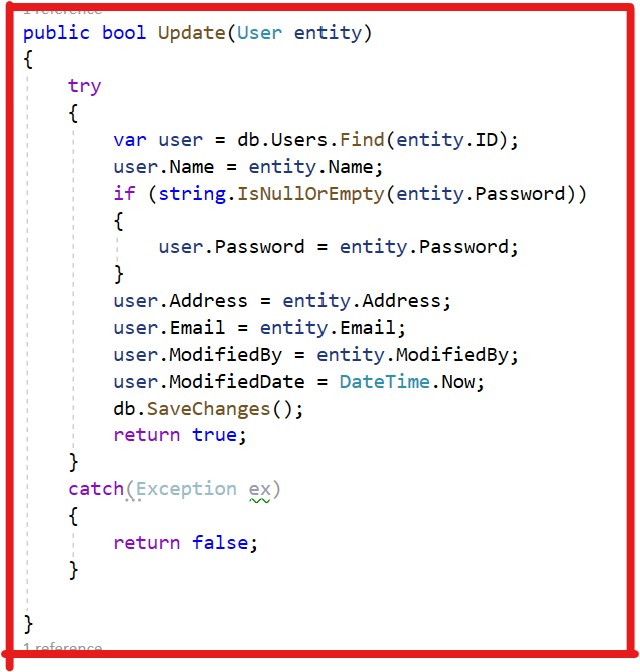 1 reference
public bool Update(User entity)
{
try
{
var user = db.Users.Find(entity.ID);
user.Name = entity.Name;
if (string.IsNullOrEmpty(entity.Password))
{
user.Password = entity.Password;
}
user.Address = entity.Address;
user.Email = entity.Email;
user.ModifiedBy = entity.ModifiedBy;
user.ModifiedDate = DateTime.Now;
db.SaveChanges();
return true;
}
catch(Exception ex)
{
return false;
}
}
1 reference